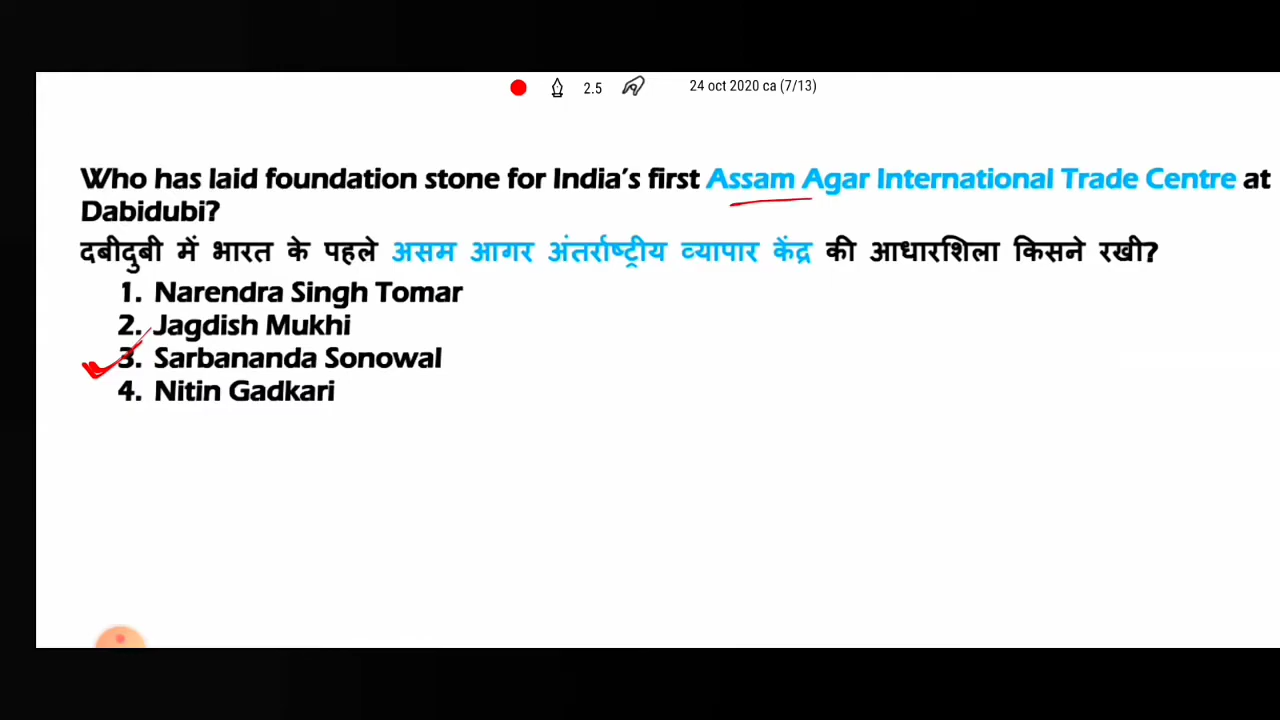 2.5 24 oct 2020 ca (7/13)
Who has laid foundation stone for India's first Assam Agar International Trade Centre at
Dabidubi?
दबीदुबी में भारत के पहले असम आगर अंतर्राष्ट्रीय व्यापार केंद्र की आधारशिला किसने रखी?
1. Narendra Singh Tomar
2. Jagdish Mukhi
3. Sarbananda Sonowal
4. Nitin Gadkari